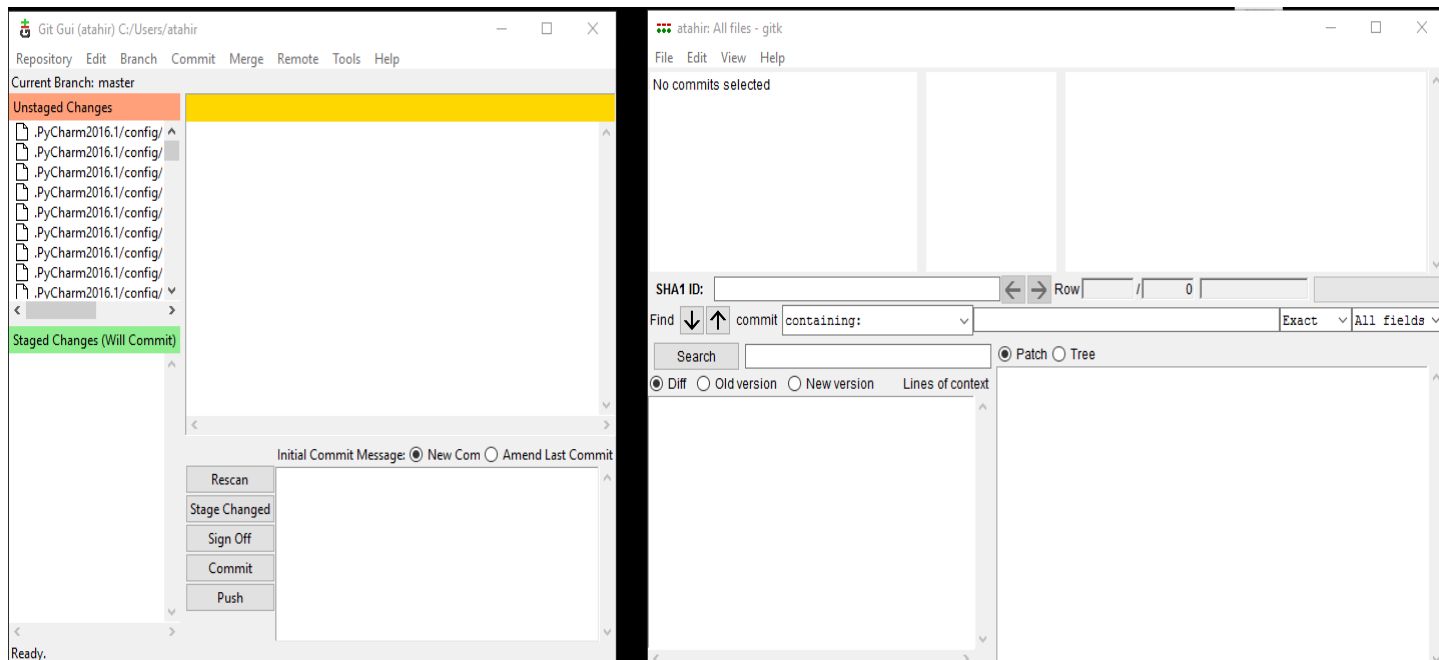 Git Gui (atahir) C:/Users/atahir
Repository Edit Branch Commit Merge Remote Tools Help
Current Branch: master
Unstaged Changes
.PyCharm2016.1/config/
.PyCharm2016.1/config/
.PyCharm2016.1/config/
.PyCharm2016.1/config/
.PyCharm2016.1/config/
.PyCharm2016.1/config/
.PyCharm2016.1/config/
.PyCharm2016.1/config/
.PyCharm2016.1/config/
Staged Changes (Will Commit)
Initial Commit Message: New Com Amend Last Commit
Rescan
Stage Changed
Sign Off
Commit
Push
Ready.
atahir: All files - gitk
File Edit View Help
No commits selected
SHA1 ID: Row / 0
Find commit containing: Exact All fields
Search Patch Tree
Diff Old version New version Lines of context